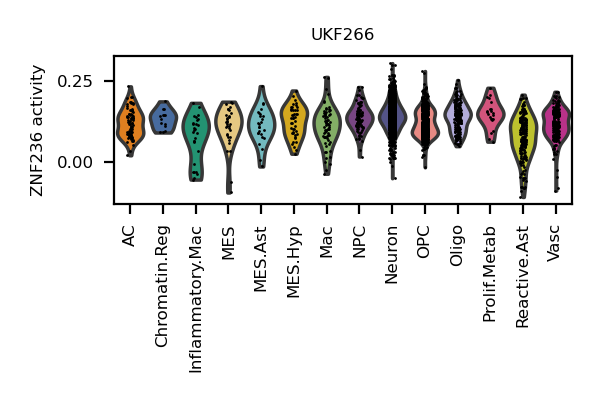 UKF266
ZNF236 activity
0.25
0.00
AC
Chromatin.Reg
Inflammatory.Mac
MES
MES.Ast
MES.Hyp
Mac
NPC
Neuron
OPC
Oligo
Prolif.Metab
Reactive.Ast
Vasc